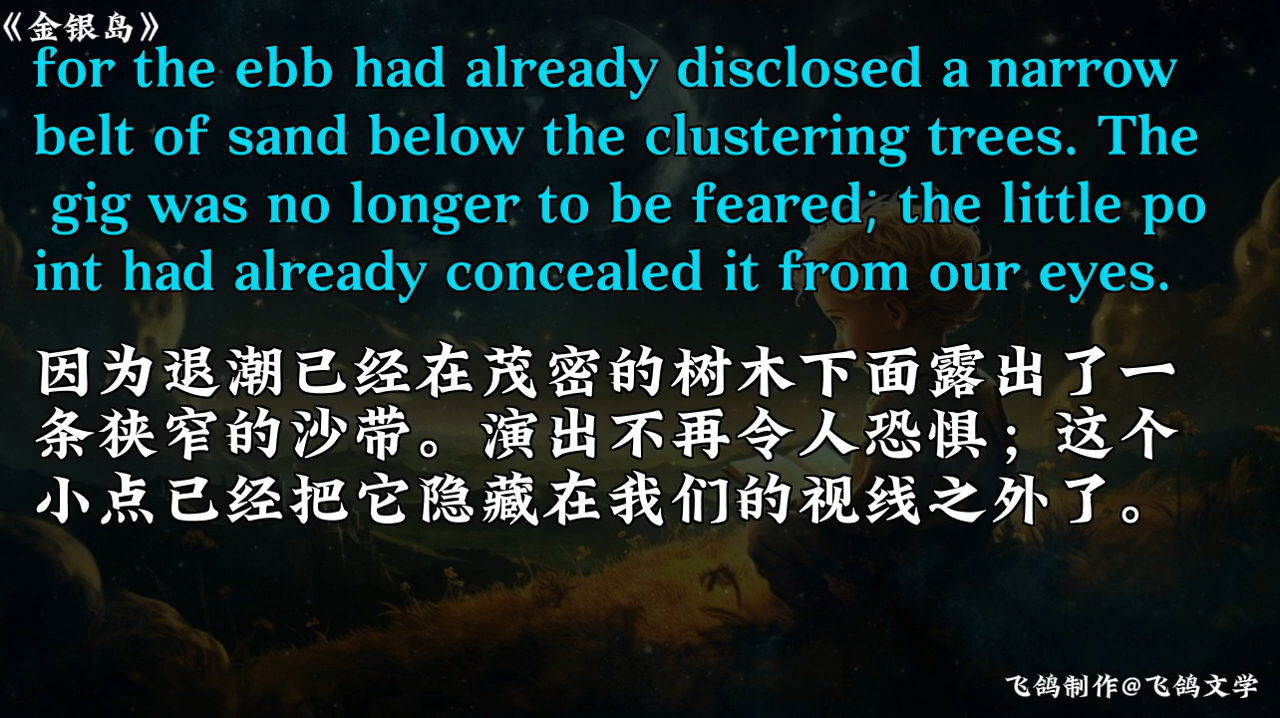 《金银岛》
for the ebb had already disclosed a narrow
belt of sand below the clustering trees. The
gig was no longer to be feared; the little po
int had already concealed it from our eyes.
因为退潮已经在茂密的树木下面露出了一
条狭窄的沙带。演出不再令人恐惧；这个
小点已经把它隐藏在我们的视线之外了。
飞鸽制作@飞鸽文学